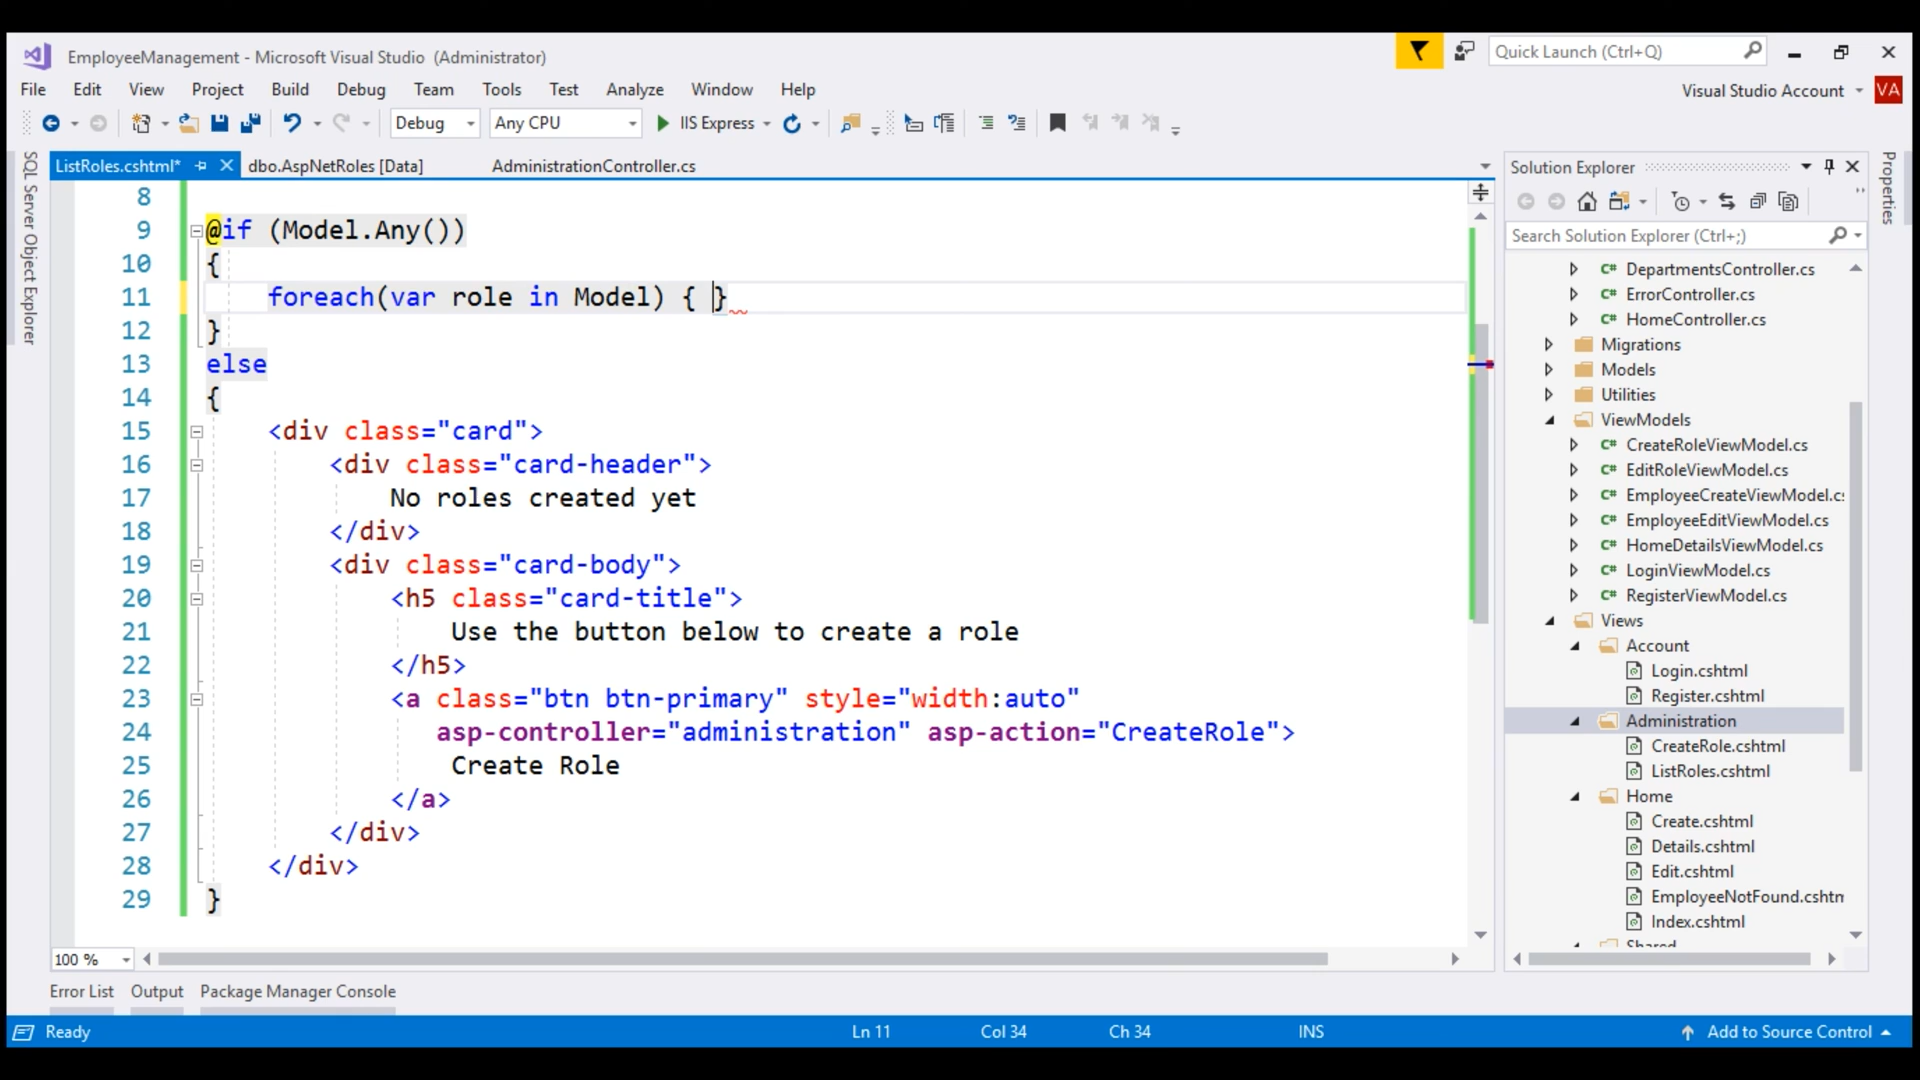 EmployeeManagement - Microsoft Visual Studio (Administrator)
Quick Launch (Ctrl+Q)
File Edit View Project Build Debug Team Tools Test Analyze Window Help
Visual Studio Account VA
Debug Any CPU IIS Express
ListRoles.cshtml* dbo.AspNetRoles [Data] AdministrationController.cs
SQL Server Object Explorer
8
9 @if (Model.Any())
10 {
11 foreach(var role in Model) { }
12 }
13 else
14 {
15 <div class="card">
16 <div class="card-header">
17 No roles created yet
18 </div>
19 <div class="card-body">
20 <h5 class="card-title">
21 Use the button below to create a role
22 </h5>
23 <a class="btn btn-primary" style="width:auto"
24 asp-controller="administration" asp-action="CreateRole">
25 Create Role
26 </a>
27 </div>
28 </div>
29 }
100 %
Solution Explorer
Properties
Search Solution Explorer (Ctrl+;)
C# DepartmentsController.cs
C# ErrorController.cs
C# HomeController.cs
Migrations
Models
Utilities
ViewModels
C# CreateRoleViewModel.cs
C# EditRoleViewModel.cs
C# EmployeeCreateViewModel.cs
C# EmployeeEditViewModel.cs
C# HomeDetailsViewModel.cs
C# LoginViewModel.cs
C# RegisterViewModel.cs
Views
Account
Login.cshtml
Register.cshtml
Administration
CreateRole.cshtml
ListRoles.cshtml
Home
Create.cshtml
Details.cshtml
Edit.cshtml
EmployeeNotFound.cshtm
Index.cshtml
Shared
Error List Output Package Manager Console
Ready Ln 11 Col 34 Ch 34 INS Add to Source Control